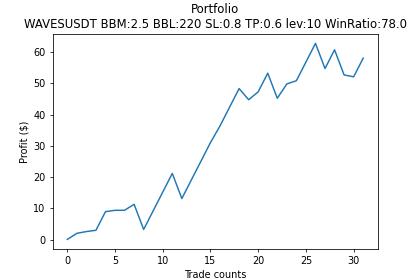 Portfolio
WAVESUSDT BBM:2.5 BBL:220 SL:0.8 TP:0.6 lev:10 WinRatio:78.0
60
50
40
30
20
10
0
Profit ($)
0 5 10 15 20 25 30
Trade counts